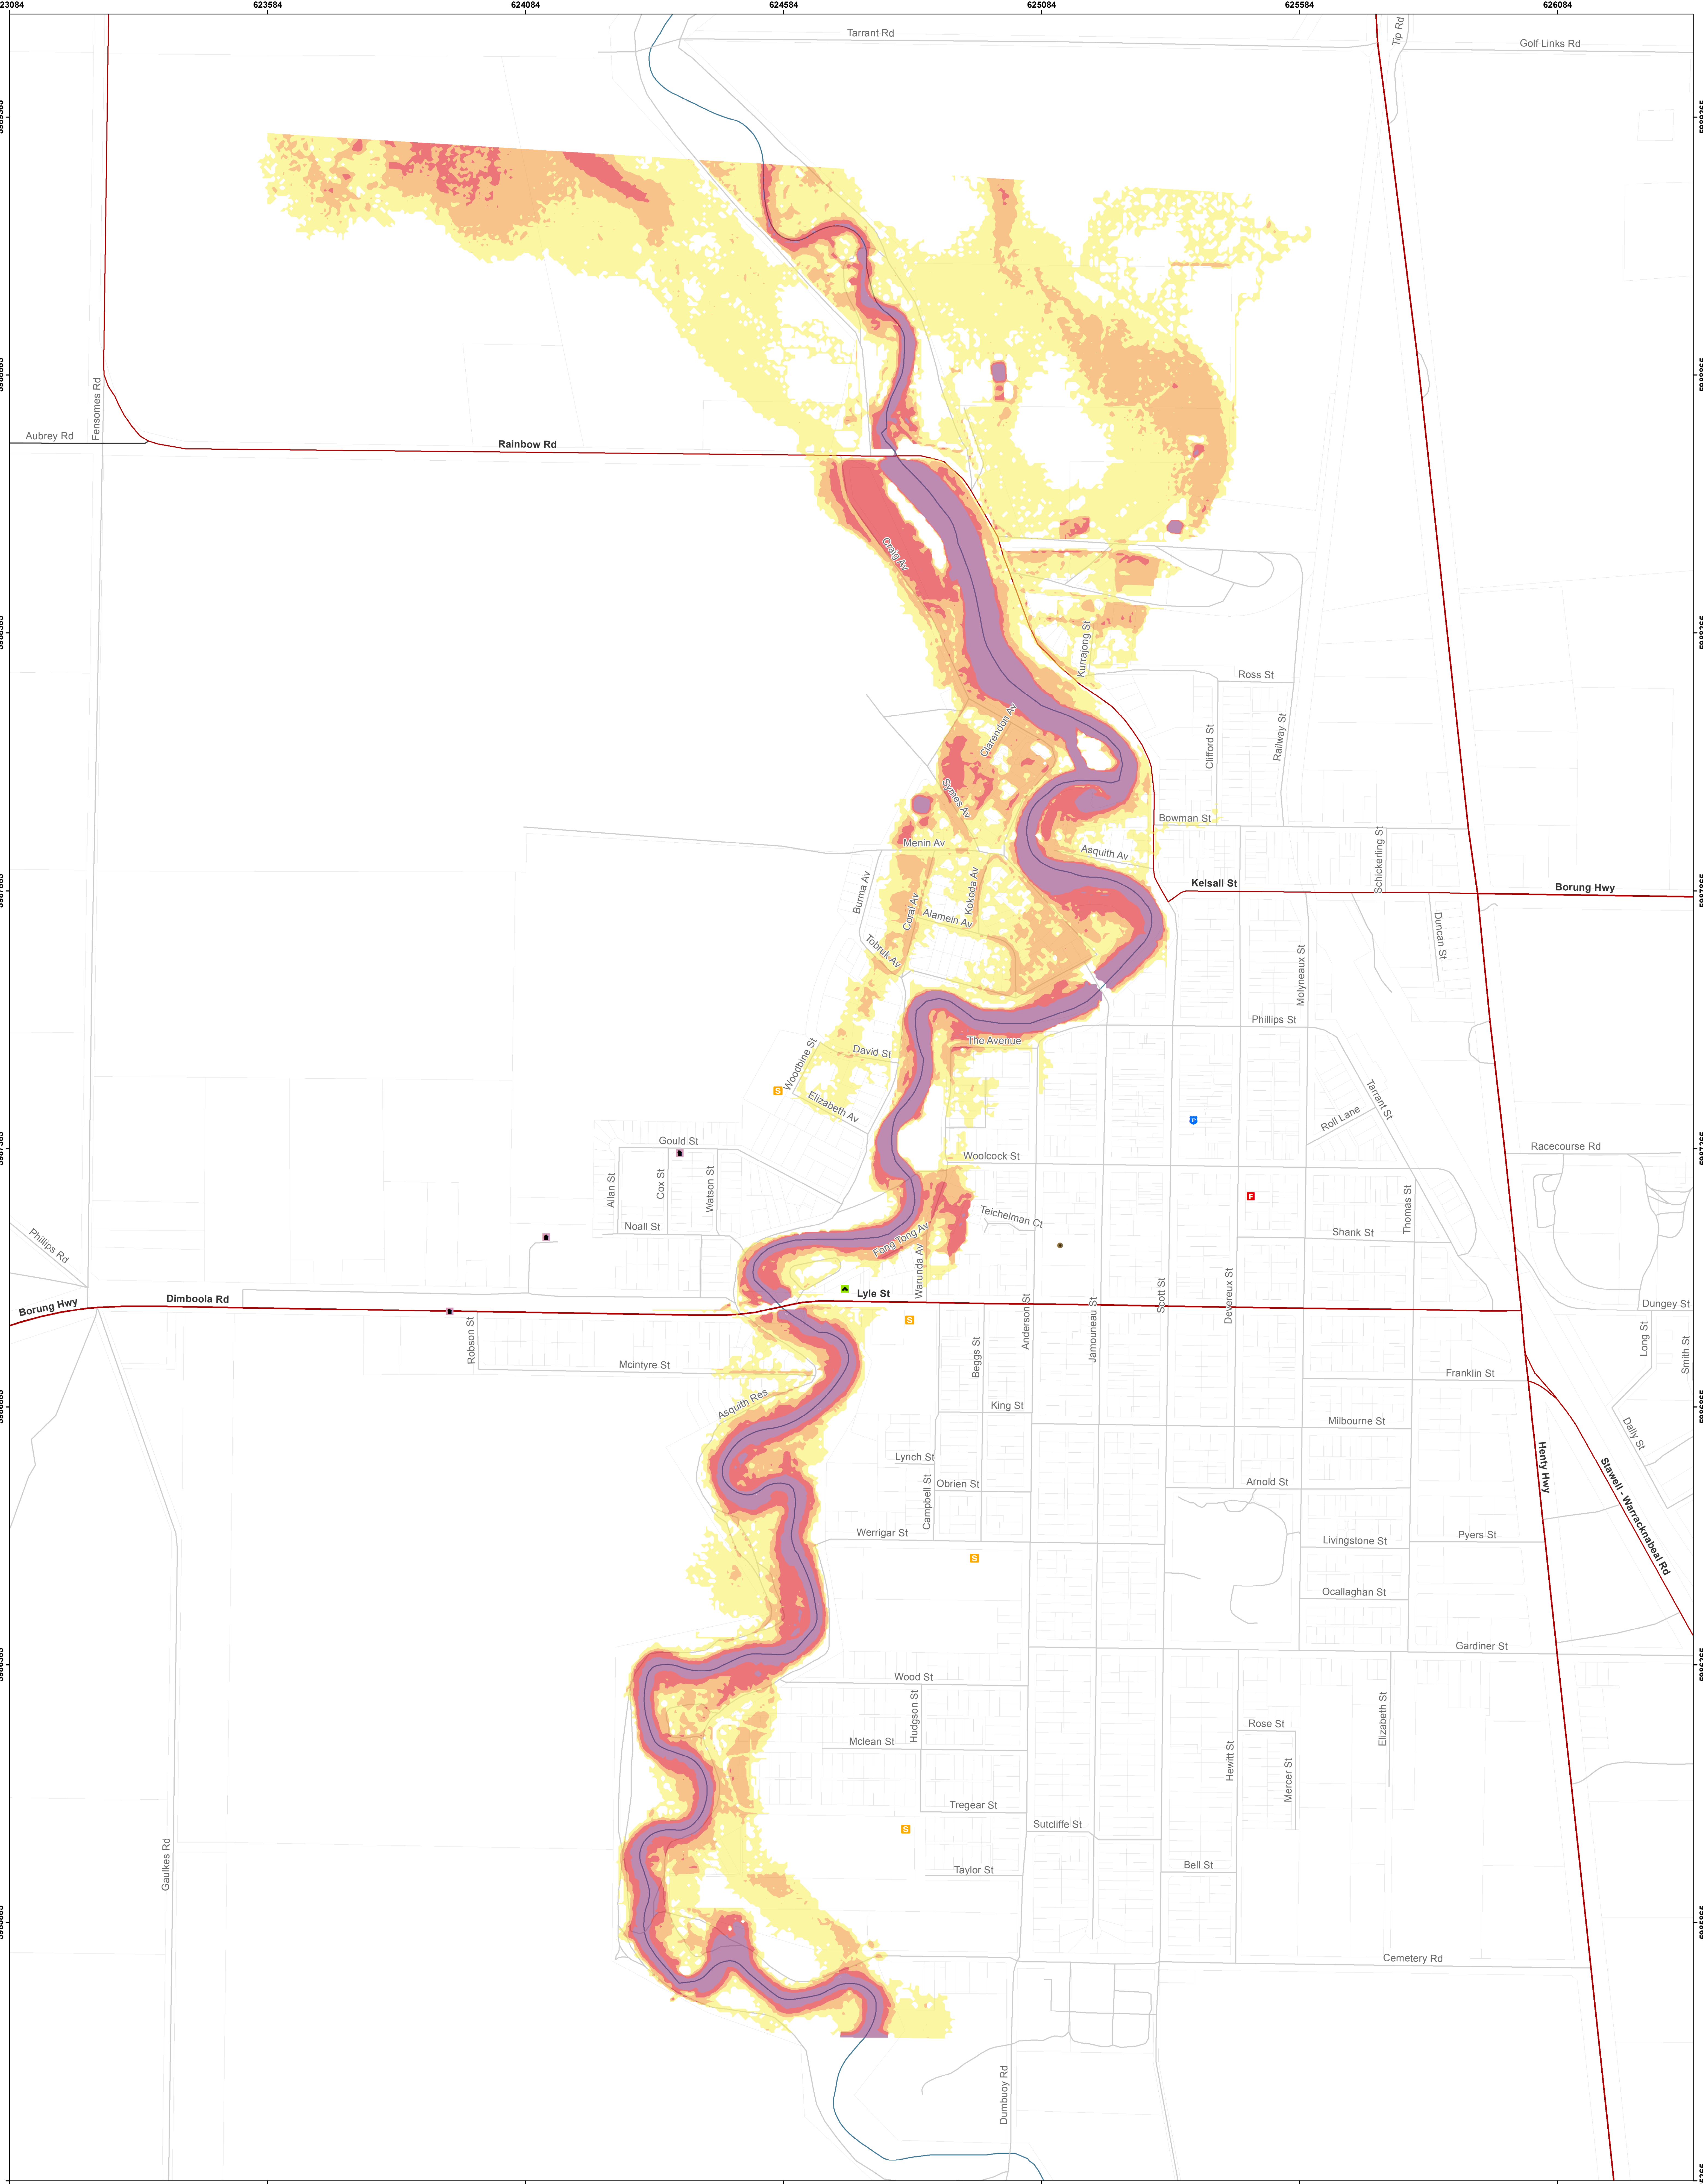 23084 623584 624084 624584 625084 625584 626084
Tarrant Rd
Tip Rd
Golf Links Rd
Fensomes Rd
Aubrey Rd
Rainbow Rd
Craig Av
Kurrajong St
Ross St
Clarendon Av
Clifford St
Railway St
Symes Av
Bowman St
Menin Av
Asquith Av
Schickerling St
Burma Av
Coral Av
Kokoda Av
Kelsall St
Borung Hwy
Alamein Av
Duncan St
Tobruk Av
Molyneaux St
Phillips St
The Avenue
David St
Woodbine St
S
Elizabeth Av
Tarrant St
Roll Lane
P
Gould St
Racecourse Rd
Woolcock St
Allan St
Cox St
Watson St
F
Thomas St
Teichelman Ct
Noall St
Shank St
Fong Tong Av
Phillips Rd
Warunda Av
Scott St
Devereux St
Lyle St
Borung Hwy
Dimboola Rd
Dungey St
S
Anderson St
Jamouneau St
Robson St
Beggs St
Long St
Smith St
Mcintyre St
Franklin St
Asquith Res
King St
Milbourne St
Dally St
Lynch St
Henty Hwy
Obrien St
Campbell St
Arnold St
Stawell - Warracknabeal Rd
Werrigar St
Livingstone St
Pyers St
S
Ocallaghan St
Gardiner St
Wood St
Hudgson St
Rose St
Elizabeth St
Mclean St
Hewitt St
Mercer St
Tregear St
Sutcliffe St
S
Gaulkes Rd
Taylor St
Bell St
Cemetery Rd
Dumbuoy Rd